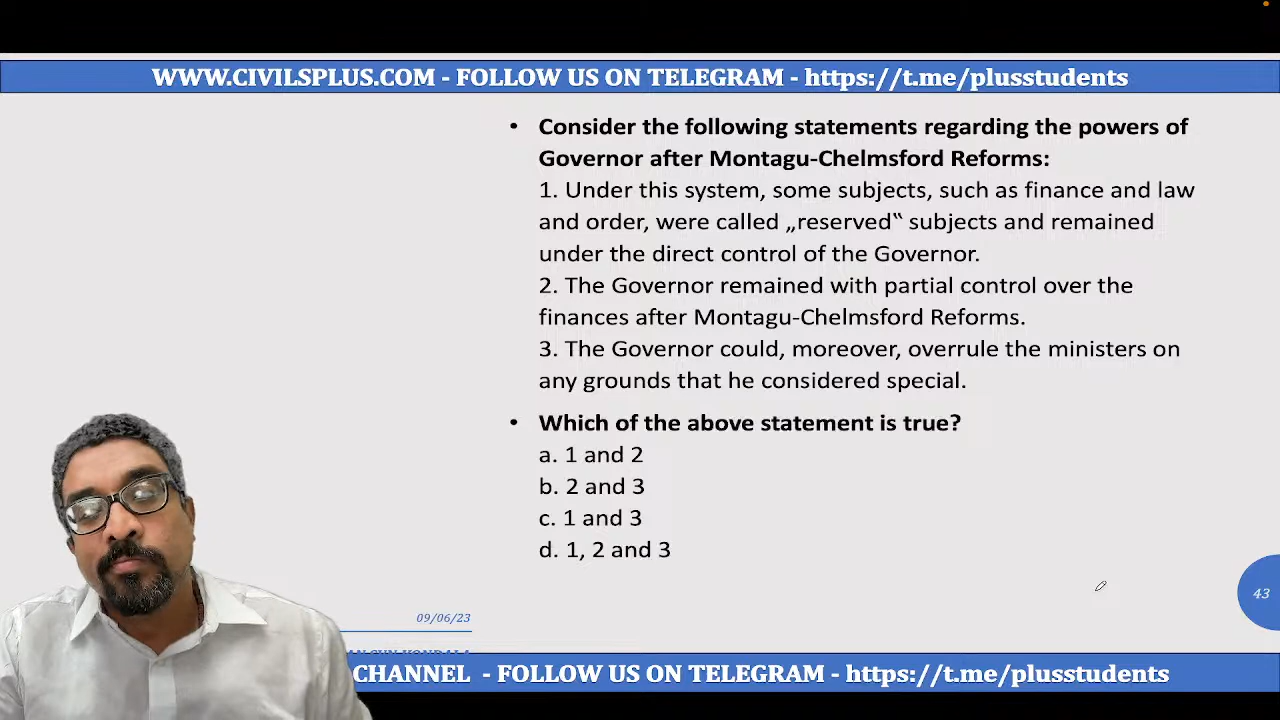 WWW.CIVILSPLUS.COM - FOLLOW US ON TELEGRAM - https://t.me/plusstudents
• Consider the following statements regarding the powers of
Governor after Montagu-Chelmsford Reforms:
1. Under this system, some subjects, such as finance and law
and order, were called „reserved‟ subjects and remained
under the direct control of the Governor.
2. The Governor remained with partial control over the
finances after Montagu-Chelmsford Reforms.
3. The Governor could, moreover, overrule the ministers on
any grounds that he considered special.
• Which of the above statement is true?
a. 1 and 2
b. 2 and 3
c. 1 and 3
d. 1, 2 and 3
43
09/06/23
CHANNEL - FOLLOW US ON TELEGRAM - https://t.me/plusstudents